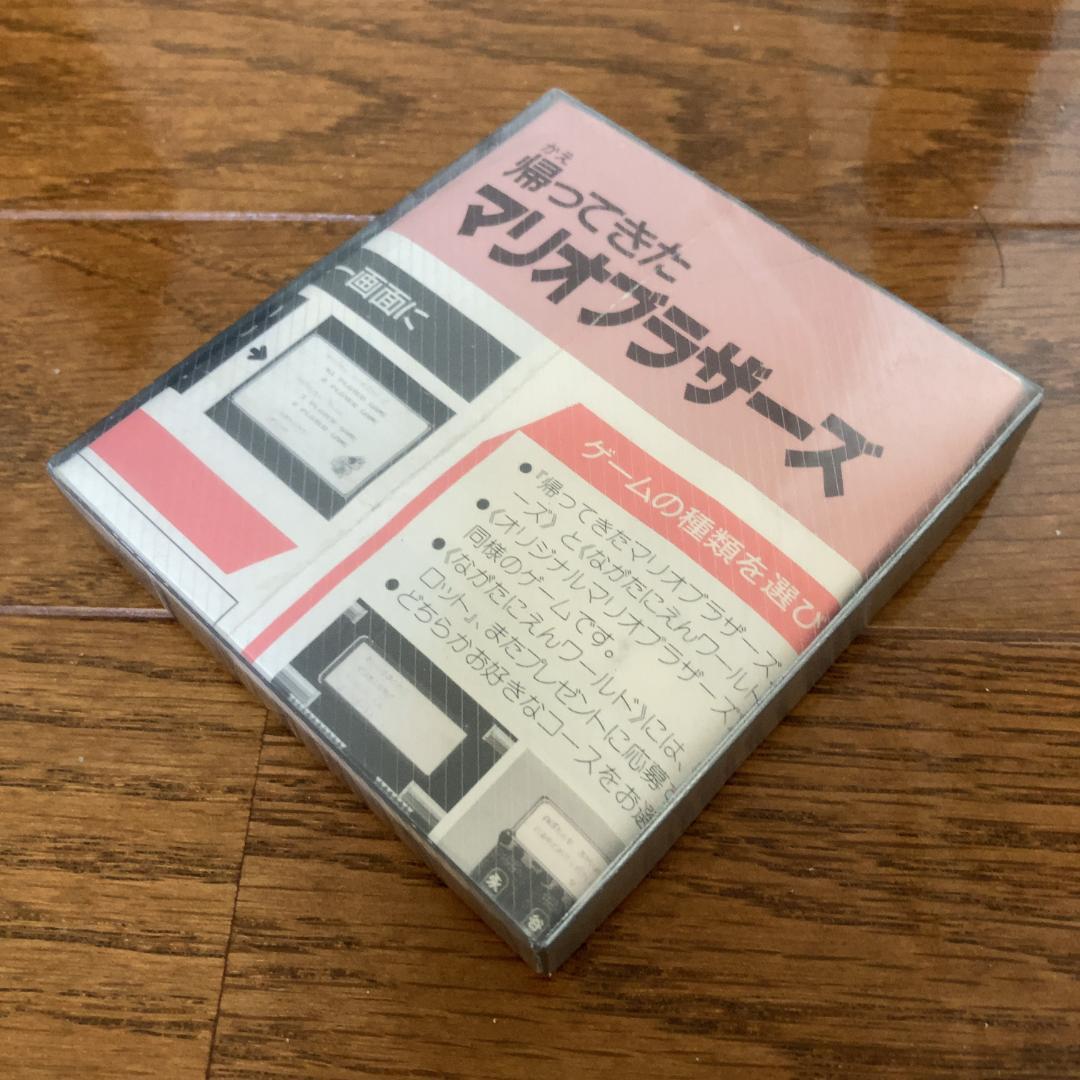 かえ
帰ってきた
マリオブラザーズ
画面に
ゲームの種類を選び
●『帰ってきたマリオブラザーズ
ーズ》と《ながたにえんワールド
●《オリジナルマリオブラザーズ
同様のゲームです。
●《ながたにえんワールド》には、
ロット』、またプレゼントに応募で
●どちらかお好きなコースをお選
永
谷